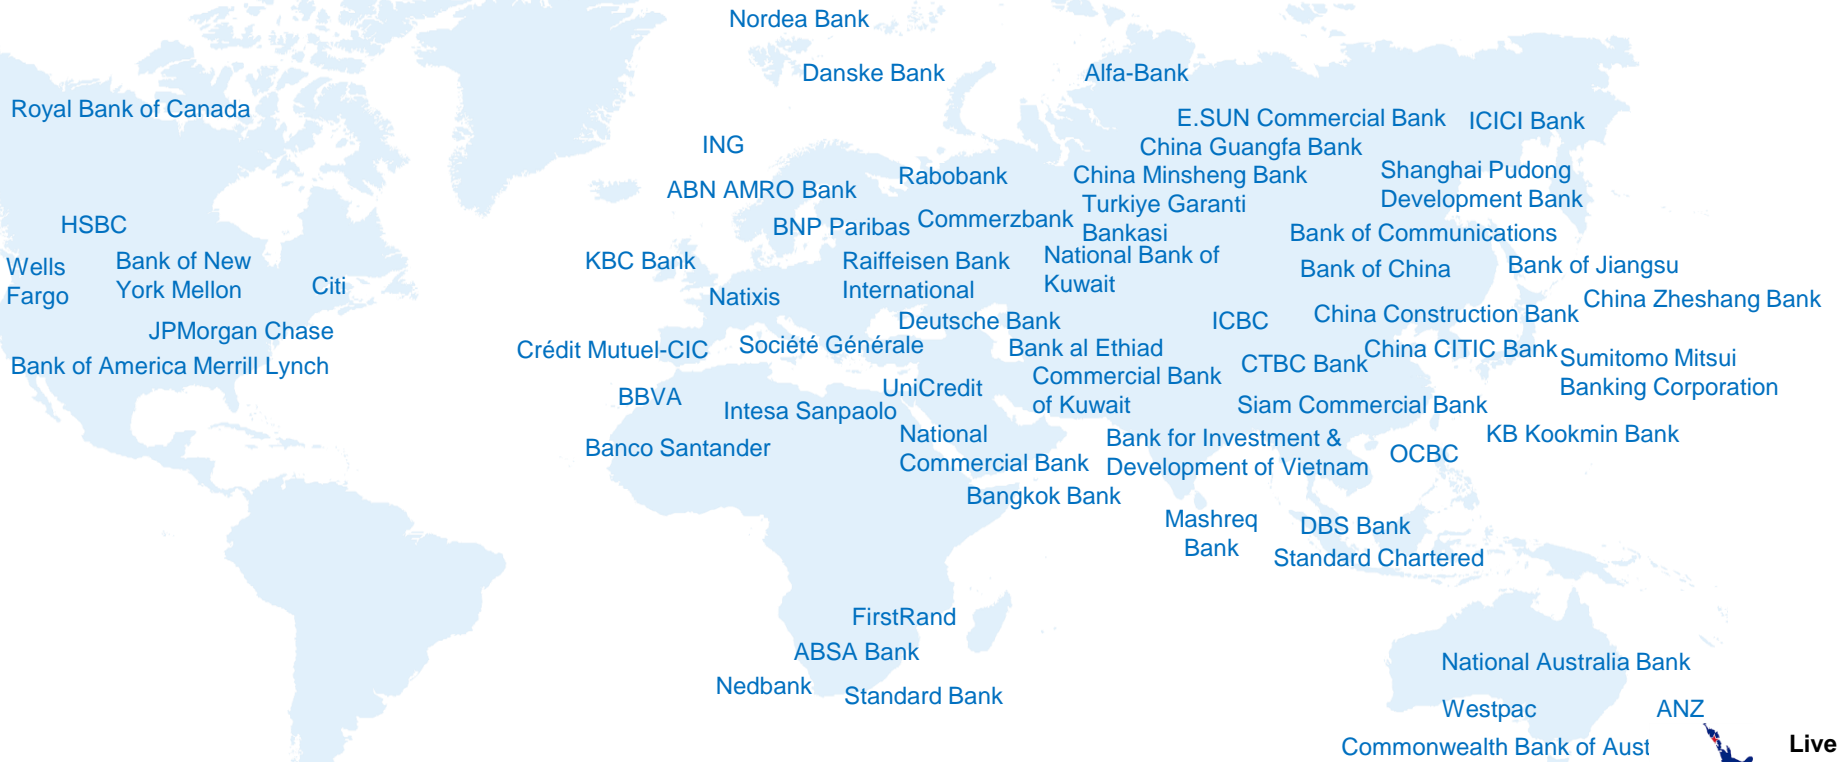 Nordea Bank
Danske Bank
Alfa-Bank
Royal Bank of Canada
E.SUN Commercial Bank
ICICI Bank
ING
China Guangfa Bank
Rabobank
China Minsheng Bank
Shanghai Pudong
Development Bank
ABN AMRO Bank
Turkiye Garanti
Bankasi
HSBC
BNP Paribas
Commerzbank
Bank of Communications
Wells
Fargo
Bank of New
York Mellon
Citi
KBC Bank
Raiffeisen Bank
International
National Bank of
Kuwait
Bank of China
Bank of Jiangsu
Natixis
China Zheshang Bank
JPMorgan Chase
Deutsche Bank
ICBC
China Construction Bank
Crédit Mutuel-CIC
Société Générale
Bank al Ethiad
China CITIC Bank
Bank of America Merrill Lynch
CTBC Bank
Sumitomo Mitsui
Banking Corporation
Commercial Bank
of Kuwait
BBVA
UniCredit
Intesa Sanpaolo
Siam Commercial Bank
Banco Santander
National
Commercial Bank
Bank for Investment &
Development of Vietnam
OCBC
KB Kookmin Bank
Bangkok Bank
Mashreq
Bank
DBS Bank
Standard Chartered
FirstRand
ABSA Bank
Nedbank
Standard Bank
National Australia Bank
Westpac
ANZ
Commonwealth Bank of Aust
Live